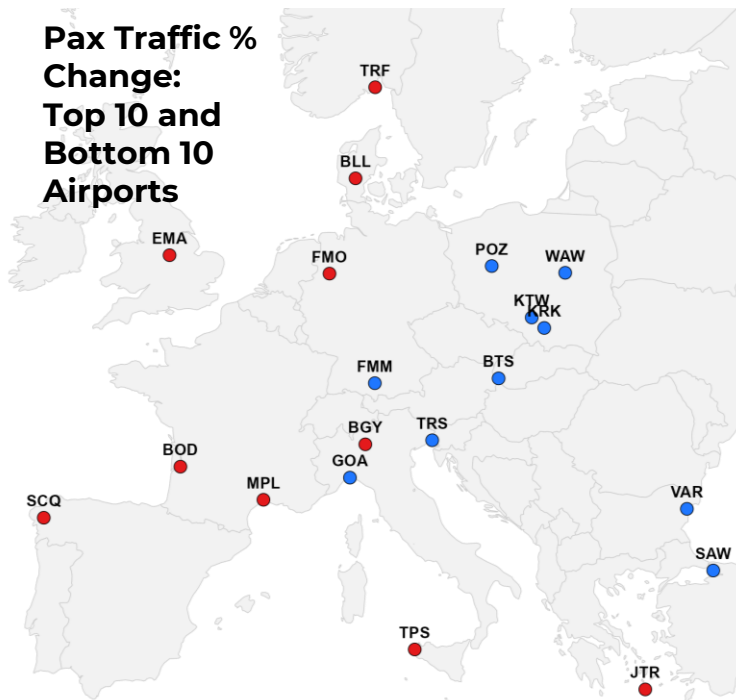 Pax Traffic %
Change:
Top 10 and
Bottom 10
Airports
TRF
BLL
EMA
FMO
POZ
WAW
KTW
KRK
FMM
BTS
BGY
TRS
BOD
GOA
MPL
SCQ
VAR
SAW
TPS
JTR